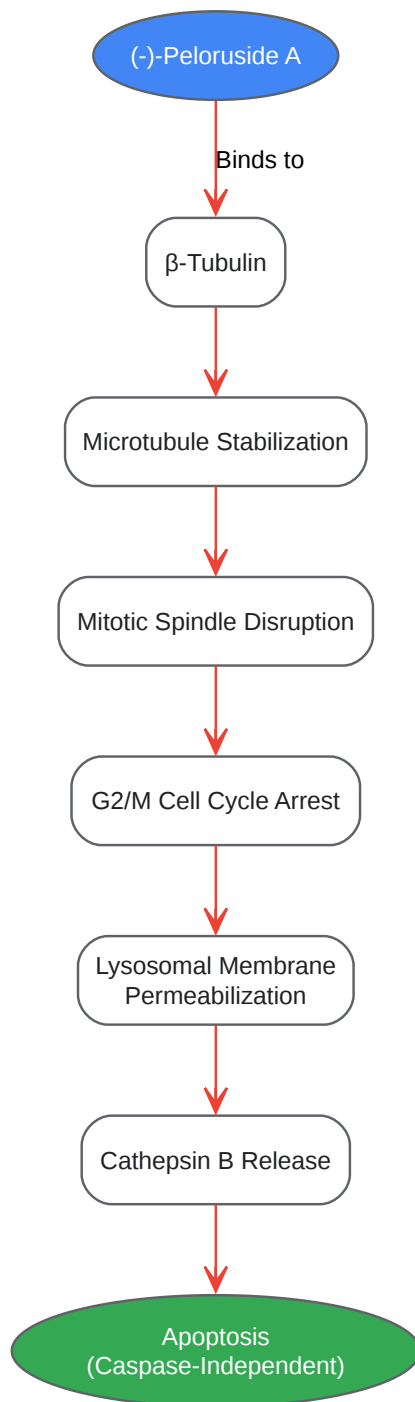 (-)-Peloruside A
Binds to
β-Tubulin
Microtubule Stabilization
Mitotic Spindle Disruption
G2/M Cell Cycle Arrest
Lysosomal Membrane
Permeabilization
Cathepsin B Release
Apoptosis
(Caspase-Independent)